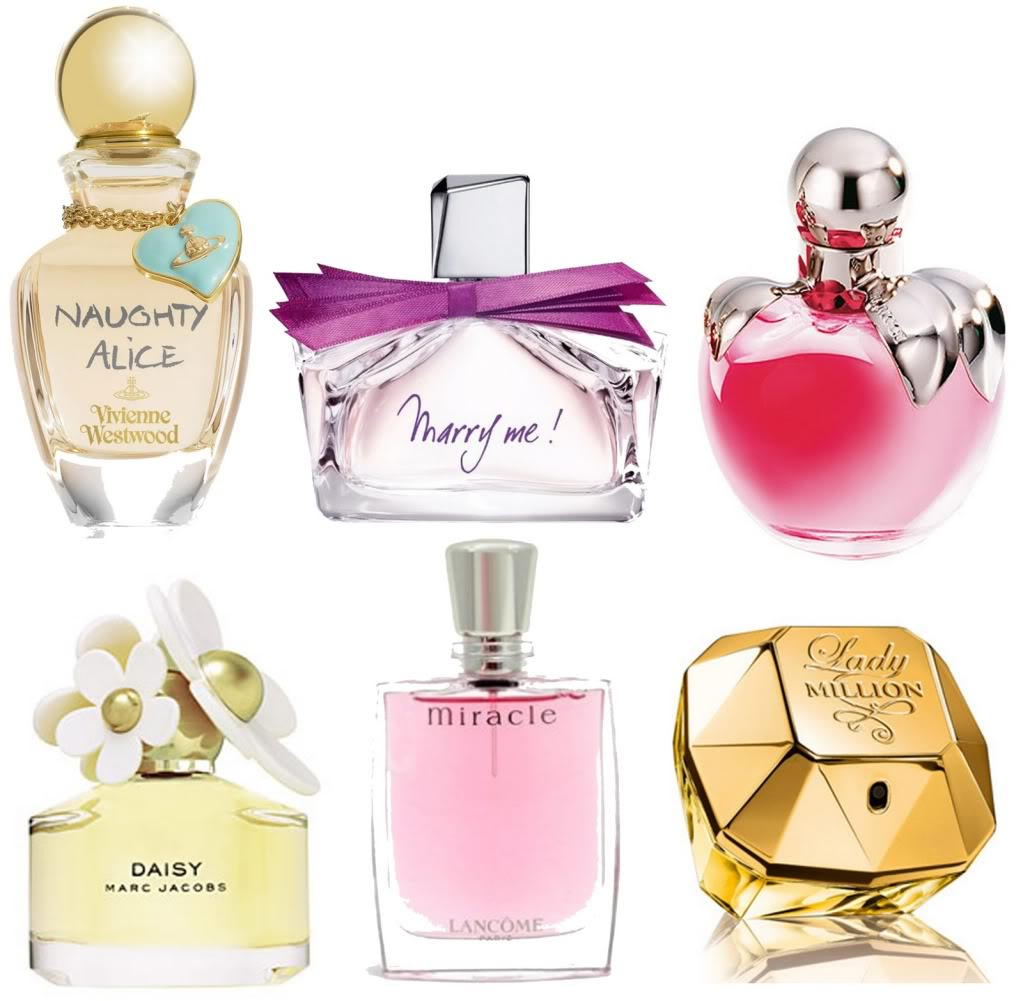 NAUGHTY
ALiCE
Vivienne
Westwood
Marry me!
DAISY
MARC JACOBS
miracle
LANCÔME
PARIS
Lady
MILLION